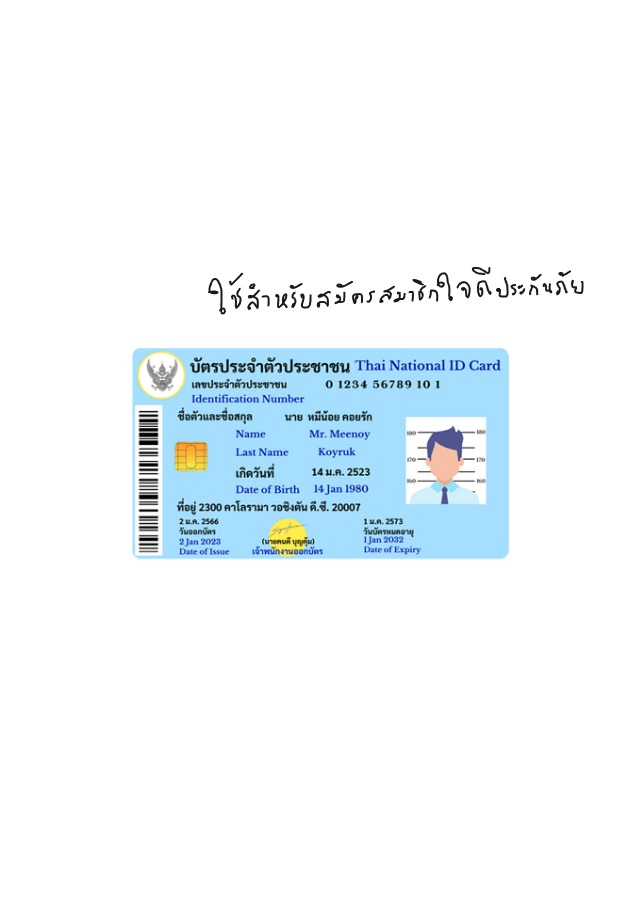 ใช้สำหรับสมัครสมาชิกใจดีประกันภัย
บัตรประจำตัวประชาชน Thai National ID Card
เลขประจำตัวประชาชน 0 1234 56789 10 1
Identification Number
ชื่อตัวและชื่อสกุล นาย หมีน้อย คอยรัก
Name Mr. Meenoy
Last Name Koyruk
เกิดวันที่ 14 ม.ค. 2523
Date of Birth 14 Jan 1980
ที่อยู่ 2300 คาโลรามา วอชิงตัน ดี.ซี. 20007
2 ม.ค. 2566
วันออกบัตร
2 Jan 2023
Date of Issue
(นายคนดี บุญคุ้ม)
เจ้าพนักงานออกบัตร
1 ม.ค. 2573
วันบัตรหมดอายุ
1 Jan 2032
Date of Expiry
180 180
170 170
160 160